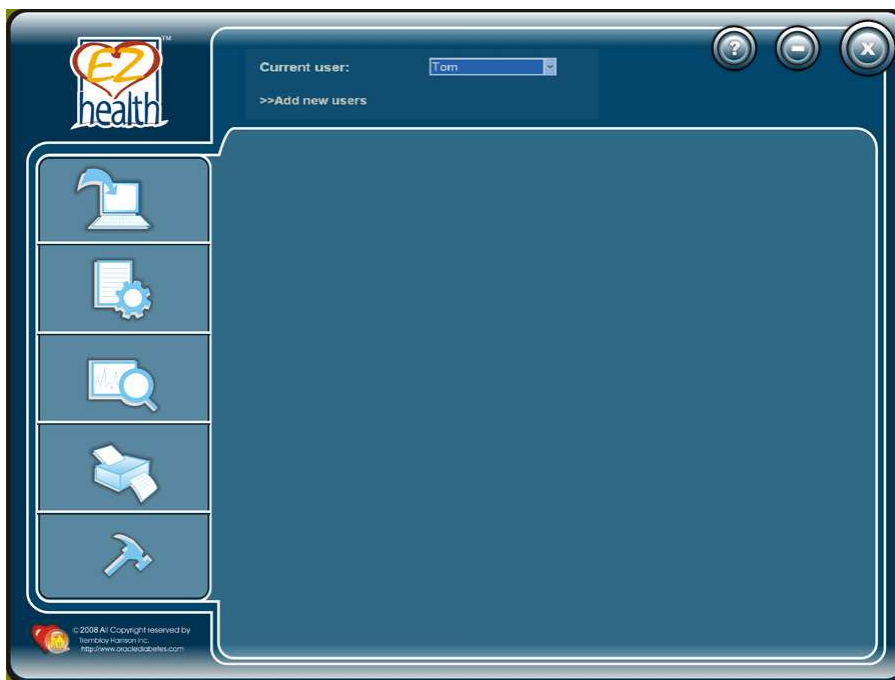 EZ
health
TM
Current user:
Tom
>>Add new users
?
X
©2008 All Copyright reserved by
Tremblay Harrison Inc.
http://www.oraclediabetes.com